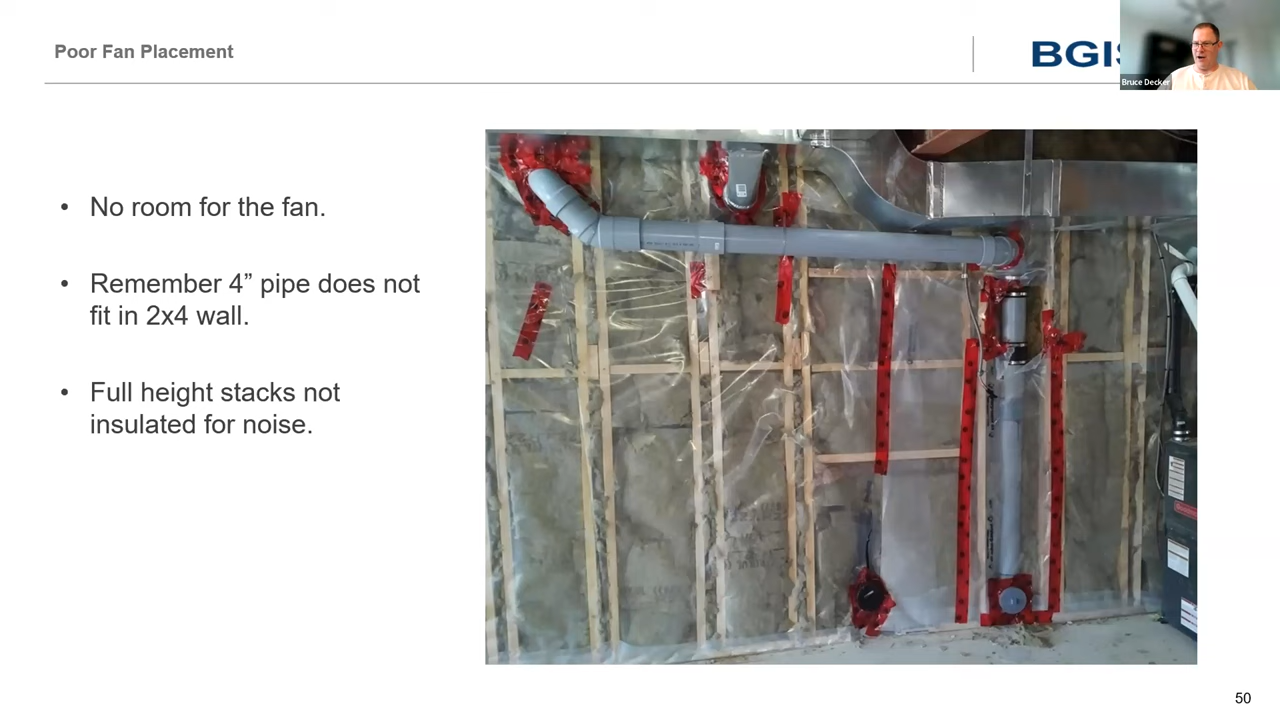 Poor Fan Placement
BGIS
Bruce Decker
• No room for the fan.
• Remember 4” pipe does not
fit in 2x4 wall.
• Full height stacks not
insulated for noise.
50